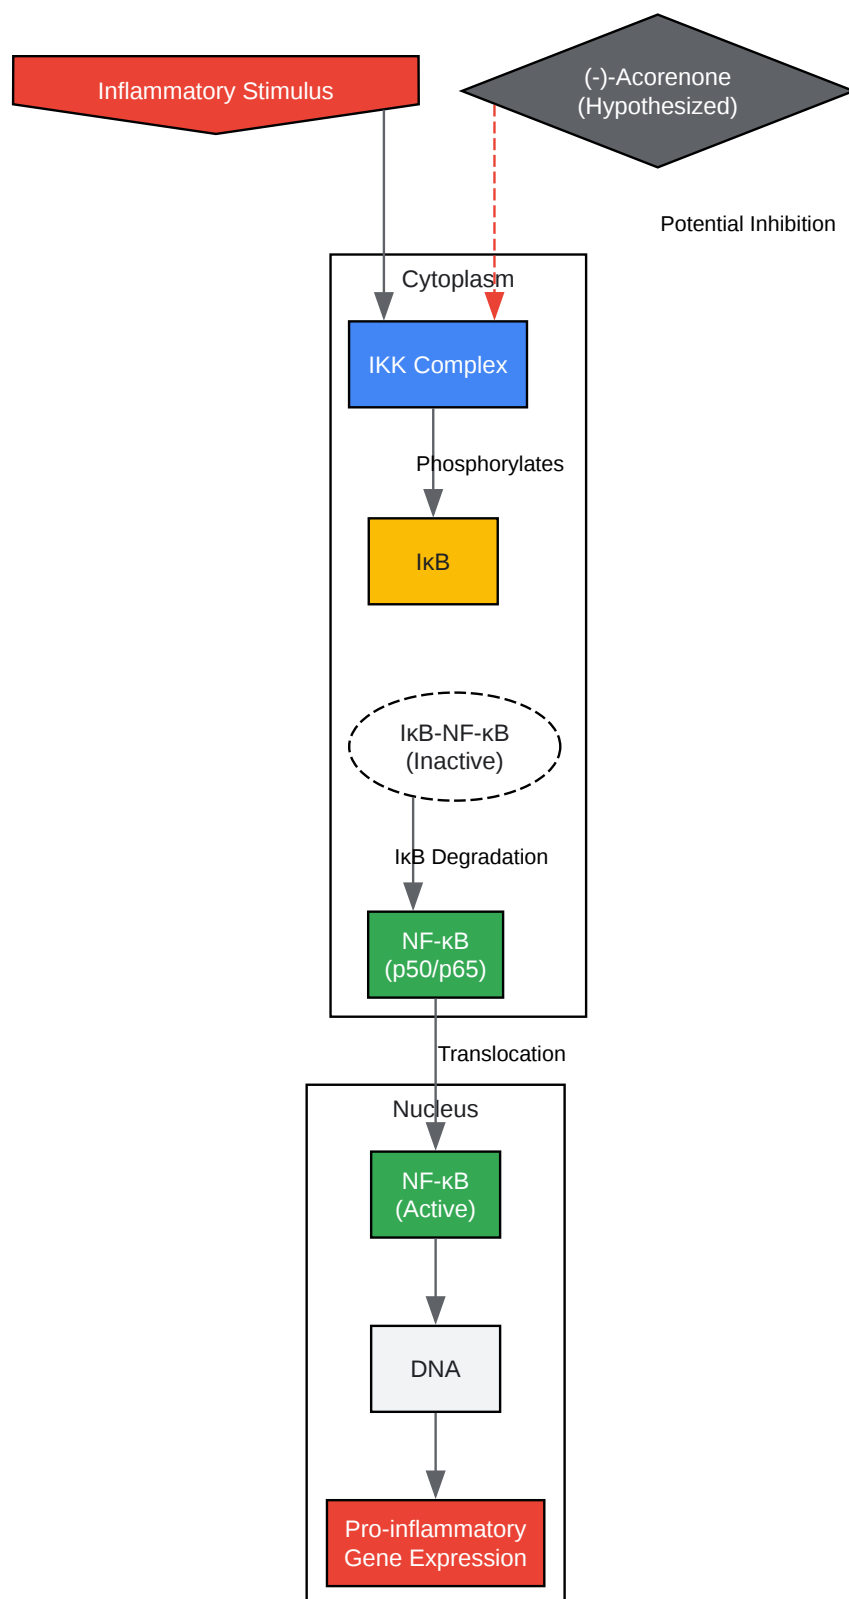 Inflammatory Stimulus
(-)-Acorenone
(Hypothesized)
Potential Inhibition
Cytoplasm
IKK Complex
Phosphorylates
IκB
IκB-NF-κB
(Inactive)
IκB Degradation
NF-κB
(p50/p65)
Translocation
Nucleus
NF-κB
(Active)
DNA
Pro-inflammatory
Gene Expression